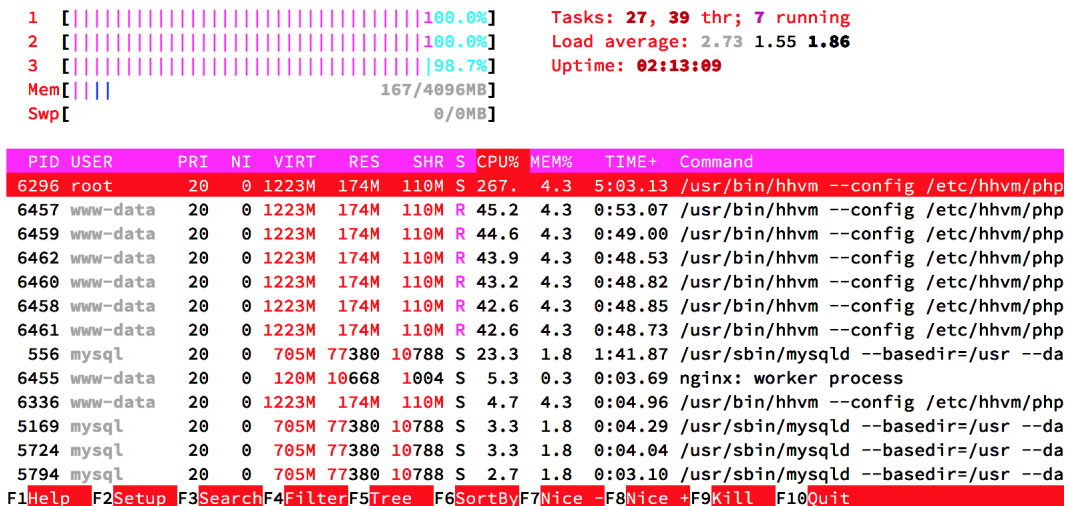 1 [||||||||||||||||||||||||||||||||||100.0%] Tasks: 27, 39 thr; 7 running
2 [||||||||||||||||||||||||||||||||||100.0%] Load average: 2.73 1.55 1.86
3 [||||||||||||||||||||||||||||||||||98.7%] Uptime: 02:13:09
Mem[|||| 167/4096MB]
Swp[ 0/0MB]
PID USER PRI NI VIRT RES SHR S CPU% MEM% TIME+ Command
6296 root 20 0 1223M 174M 110M S 267. 4.3 5:03.13 /usr/bin/hhvm --config /etc/hhvm/php
6457 www-data 20 0 1223M 174M 110M R 45.2 4.3 0:53.07 /usr/bin/hhvm --config /etc/hhvm/php
6459 www-data 20 0 1223M 174M 110M R 44.6 4.3 0:49.00 /usr/bin/hhvm --config /etc/hhvm/php
6462 www-data 20 0 1223M 174M 110M R 43.9 4.3 0:48.53 /usr/bin/hhvm --config /etc/hhvm/php
6460 www-data 20 0 1223M 174M 110M R 43.2 4.3 0:48.82 /usr/bin/hhvm --config /etc/hhvm/php
6458 www-data 20 0 1223M 174M 110M R 42.6 4.3 0:48.85 /usr/bin/hhvm --config /etc/hhvm/php
6461 www-data 20 0 1223M 174M 110M R 42.6 4.3 0:48.73 /usr/bin/hhvm --config /etc/hhvm/php
556 mysql 20 0 705M 77380 10788 S 23.3 1.8 1:41.87 /usr/sbin/mysqld --basedir=/usr --da
6455 www-data 20 0 120M 10668 1004 S 5.3 0.3 0:03.69 nginx: worker process
6336 www-data 20 0 1223M 174M 110M S 4.7 4.3 0:04.96 /usr/bin/hhvm --config /etc/hhvm/php
5169 mysql 20 0 705M 77380 10788 S 3.3 1.8 0:04.29 /usr/sbin/mysqld --basedir=/usr --da
5724 mysql 20 0 705M 77380 10788 S 3.3 1.8 0:04.04 /usr/sbin/mysqld --basedir=/usr --da
5794 mysql 20 0 705M 77380 10788 S 2.7 1.8 0:03.10 /usr/sbin/mysqld --basedir=/usr --da
F1Help F2Setup F3SearchF4FilterF5Tree F6SortByF7Nice -F8Nice +F9Kill F10Quit